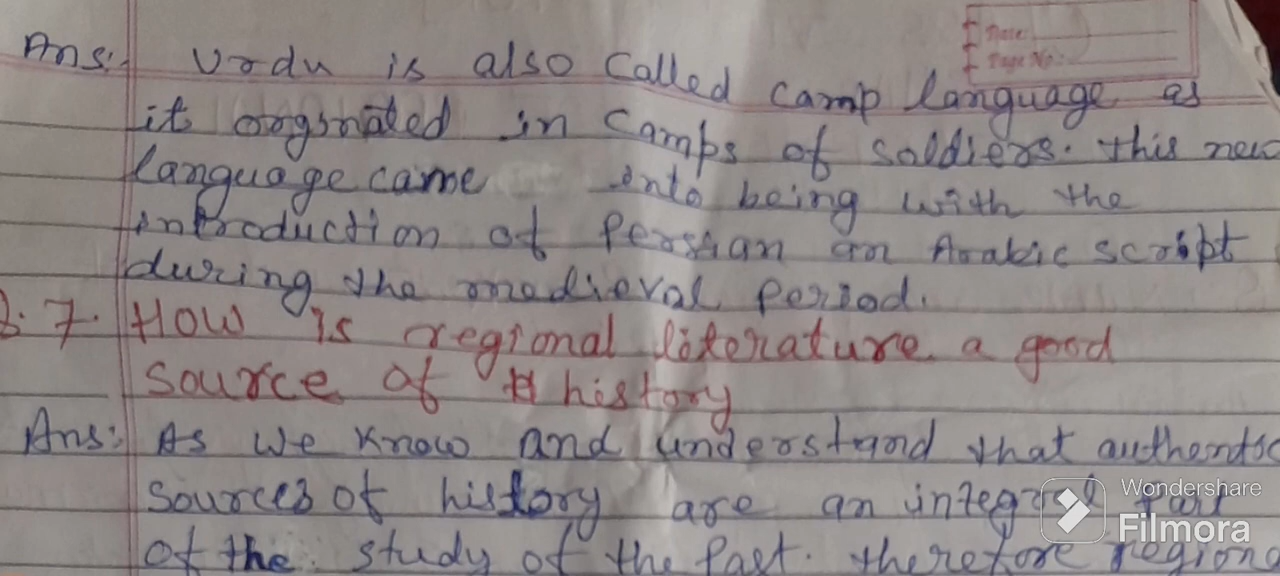 Date:
Page No.:
Ans: Urdu is also Called Camp language as
it orgsnated in Camps of soldiers. this new
language came into being with the
introduction of Persian an Arabic script
during the medieval period.
7. How is regional literature a good
source of history
Ans: As we know and understand that authentic
sources of history are an integral Part
of the study of the Past. therefore regiona
Wondershare
Filmora